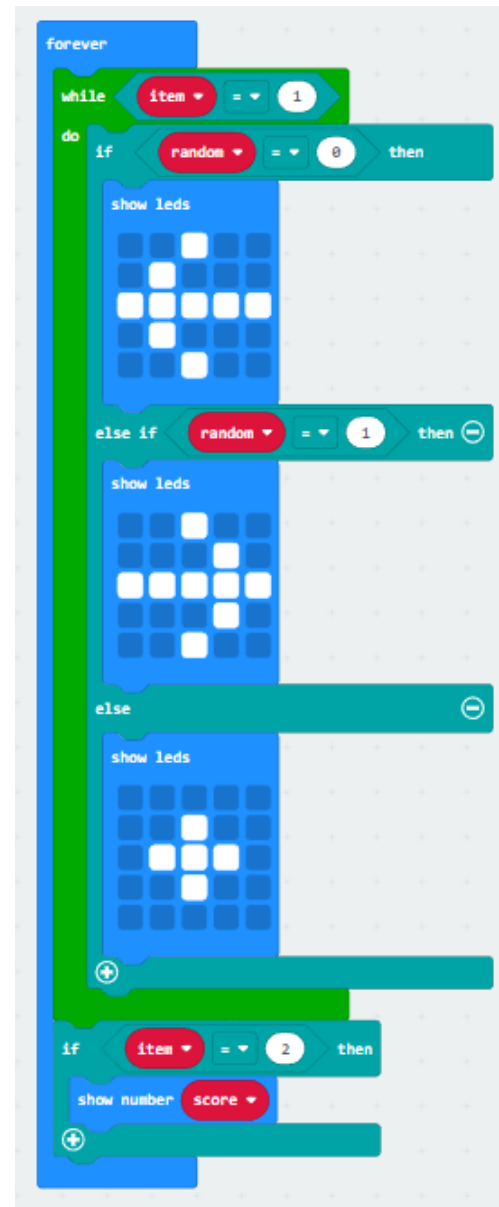 forever
while item = 1
do
if random = 0 then
show leds
else if random = 1 then
show leds
else
show leds
if item = 2 then
show number score